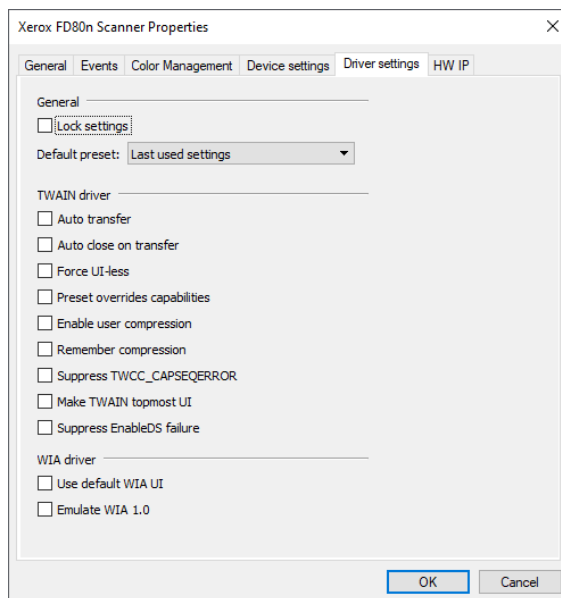 Xerox FD80n Scanner Properties
General Events Color Management Device settings Driver settings HW IP
General
Lock settings
Default preset: Last used settings
TWAIN driver
Auto transfer
Auto close on transfer
Force UI-less
Preset overrides capabilities
Enable user compression
Remember compression
Suppress TWCC_CAPSEQERROR
Make TWAIN topmost UI
Suppress EnableDS failure
WIA driver
Use default WIA UI
Emulate WIA 1.0
OK Cancel